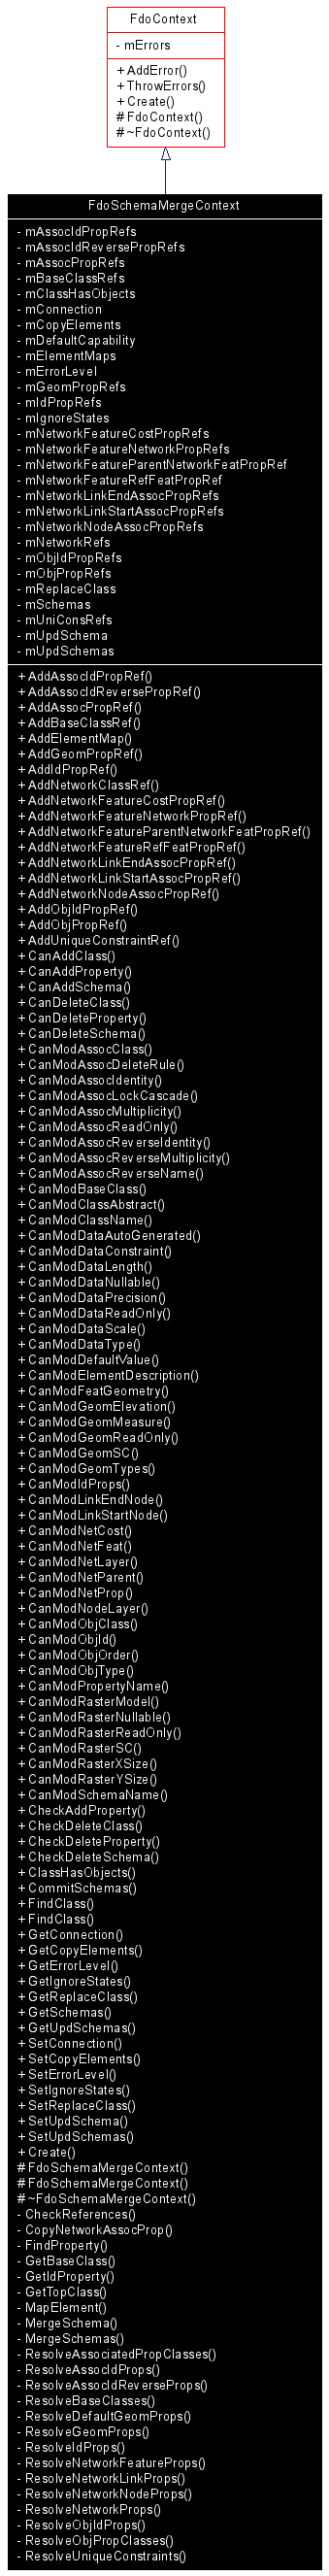 FdoContext
- mErrors
+ AddError()
+ ThrowErrors()
+ Create()
# FdoContext()
# ~FdoContext()
FdoSchemaMergeContext
- mAssocIdPropRefs
- mAssocIdReversePropRefs
- mAssocPropRefs
- mBaseClassRefs
- mClassHasObjects
- mConnection
- mCopyElements
- mDefaultCapability
- mElementMaps
- mErrorLevel
- mGeomPropRefs
- mIdPropRefs
- mIgnoreStates
- mNetworkFeatureCostPropRefs
- mNetworkFeatureNetworkPropRefs
- mNetworkFeatureParentNetworkFeatPropRef
- mNetworkFeatureRefFeatPropRef
- mNetworkLinkEndAssocPropRefs
- mNetworkLinkStartAssocPropRefs
- mNetworkNodeAssocPropRefs
- mNetworkRefs
- mObjIdPropRefs
- mObjPropRefs
- mReplaceClass
- mSchemas
- mUniConsRefs
- mUpdSchema
- mUpdSchemas
+ AddAssocIdPropRef()
+ AddAssocIdReversePropRef()
+ AddAssocPropRef()
+ AddBaseClassRef()
+ AddElementMap()
+ AddGeomPropRef()
+ AddIdPropRef()
+ AddNetworkClassRef()
+ AddNetworkFeatureCostPropRef()
+ AddNetworkFeatureNetworkPropRef()
+ AddNetworkFeatureParentNetworkFeatPropRef()
+ AddNetworkFeatureRefFeatPropRef()
+ AddNetworkLinkEndAssocPropRef()
+ AddNetworkLinkStartAssocPropRef()
+ AddNetworkNodeAssocPropRef()
+ AddObjIdPropRef()
+ AddObjPropRef()
+ AddUniqueConstraintRef()
+ CanAddClass()
+ CanAddProperty()
+ CanAddSchema()
+ CanDeleteClass()
+ CanDeleteProperty()
+ CanDeleteSchema()
+ CanModAssocClass()
+ CanModAssocDeleteRule()
+ CanModAssocIdentity()
+ CanModAssocLockCascade()
+ CanModAssocMultiplicity()
+ CanModAssocReadOnly()
+ CanModAssocReverseIdentity()
+ CanModAssocReverseMultiplicity()
+ CanModAssocReverseName()
+ CanModBaseClass()
+ CanModClassAbstract()
+ CanModClassName()
+ CanModDataAutoGenerated()
+ CanModDataConstraint()
+ CanModDataLength()
+ CanModDataNullable()
+ CanModDataPrecision()
+ CanModDataReadOnly()
+ CanModDataScale()
+ CanModDataType()
+ CanModDefaultValue()
+ CanModElementDescription()
+ CanModFeatGeometry()
+ CanModGeomElevation()
+ CanModGeomMeasure()
+ CanModGeomReadOnly()
+ CanModGeomSC()
+ CanModGeomTypes()
+ CanModIdProps()
+ CanModLinkEndNode()
+ CanModLinkStartNode()
+ CanModNetCost()
+ CanModNetFeat()
+ CanModNetLayer()
+ CanModNetParent()
+ CanModNetProp()
+ CanModNodeLayer()
+ CanModObjClass()
+ CanModObjId()
+ CanModObjOrder()
+ CanModObjType()
+ CanModPropertyName()
+ CanModRasterModel()
+ CanModRasterNullable()
+ CanModRasterReadOnly()
+ CanModRasterSC()
+ CanModRasterXSize()
+ CanModRasterYSize()
+ CanModSchemaName()
+ CheckAddProperty()
+ CheckDeleteClass()
+ CheckDeleteProperty()
+ CheckDeleteSchema()
+ ClassHasObjects()
+ CommitSchemas()
+ FindClass()
+ FindClass()
+ GetConnection()
+ GetCopyElements()
+ GetErrorLevel()
+ GetIgnoreStates()
+ GetReplaceClass()
+ GetSchemas()
+ GetUpdSchemas()
+ SetConnection()
+ SetCopyElements()
+ SetErrorLevel()
+ SetIgnoreStates()
+ SetReplaceClass()
+ SetUpdSchema()
+ SetUpdSchemas()
+ Create()
# FdoSchemaMergeContext()
# FdoSchemaMergeContext()
# ~FdoSchemaMergeContext()
- CheckReferences()
- CopyNetworkAssocProp()
- FindProperty()
- GetBaseClass()
- GetIdProperty()
- GetTopClass()
- MapElement()
- MergeSchema()
- MergeSchemas()
- ResolveAssociatedPropClasses()
- ResolveAssocIdProps()
- ResolveAssocIdReverseProps()
- ResolveBaseClasses()
- ResolveDefaultGeomProps()
- ResolveGeomProps()
- ResolveIdProps()
- ResolveNetworkFeatureProps()
- ResolveNetworkLinkProps()
- ResolveNetworkNodeProps()
- ResolveNetworkProps()
- ResolveObjIdProps()
- ResolveObjPropClasses()
- ResolveUniqueConstraints()